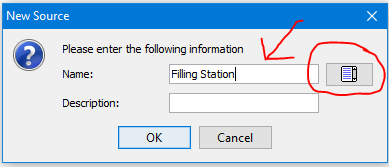 New Source
Please enter the following information
Name: Filling Station
Description:
OK Cancel